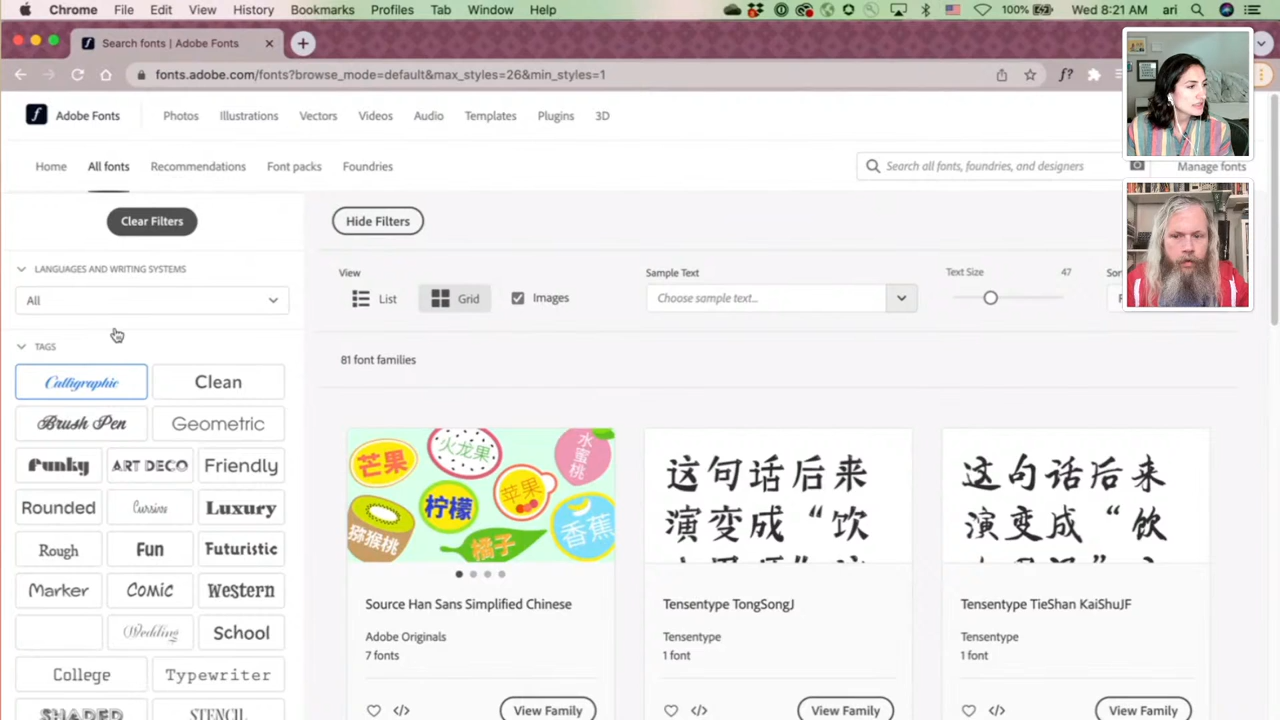 Chrome File Edit View History Bookmarks Profiles Tab Window Help 100% Wed 8:21 AM ari
Search fonts | Adobe Fonts
fonts.adobe.com/fonts?browse_mode=default&max_styles=26&min_styles=1 f?
Adobe Fonts Photos Illustrations Vectors Videos Audio Templates Plugins 3D
Home All fonts Recommendations Font packs Foundries Search all fonts, foundries, and designers Manage fonts
Clear Filters Hide Filters
LANGUAGES AND WRITING SYSTEMS View Sample Text Text Size 47
All List Grid Images Choose sample text...
TAGS 81 font families
Calligraphic Clean
Brush Pen Geometric
Funky ART DECO Friendly
Rounded Cursive Luxury
Rough Fun Futuristic
Marker Comic Western
Wedding School
College Typewriter
SHADED STENCIL
芒果 火龙果 水蜜桃
猕猴桃 柠檬 苹果 香蕉
橘子
这句话后来
演变成“饮
这句话后来
演变成“饮
Source Han Sans Simplified Chinese Tensentype TongSongJ Tensentype TieShan KaiShuJF
Adobe Originals Tensentype Tensentype
7 fonts 1 font 1 font
View Family View Family View Family